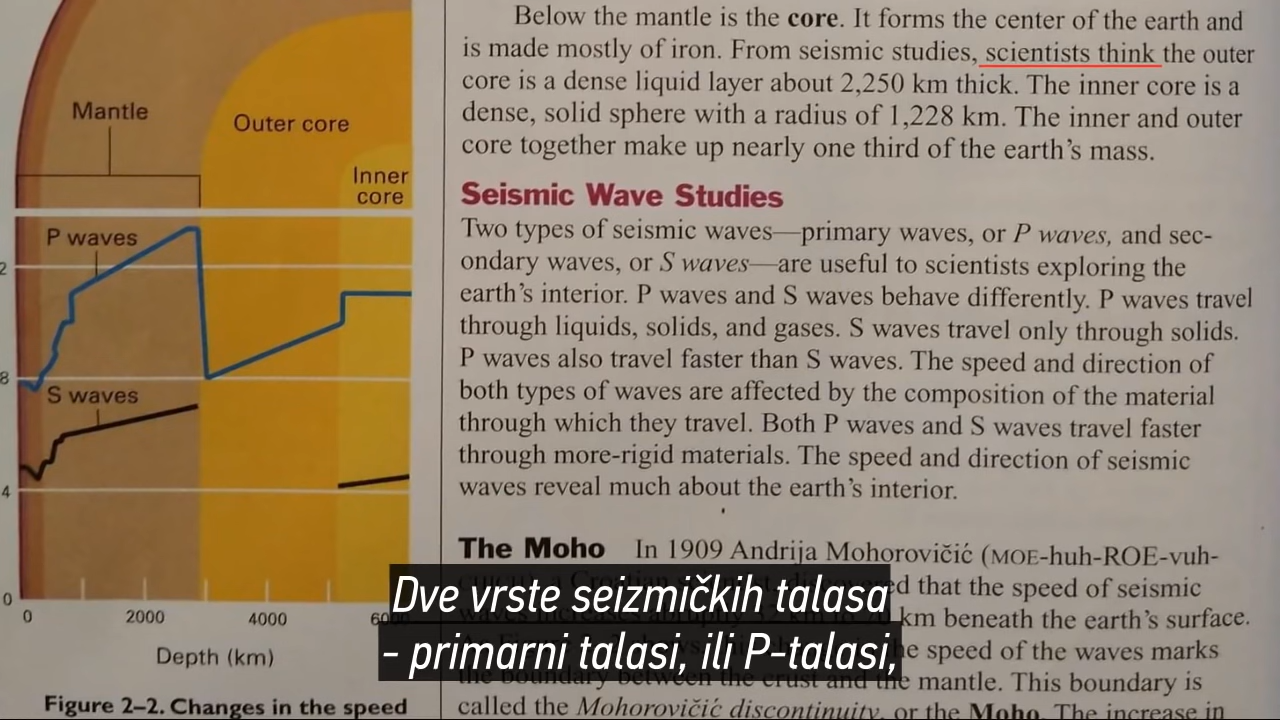 Mantle
Outer core
Inner
core
P waves
2
8
S waves
4
0
0 2000 4000
Depth (km)
Figure 2–2. Changes in the speed
Below the mantle is the core. It forms the center of the earth and
is made mostly of iron. From seismic studies, scientists think the outer
core is a dense liquid layer about 2,250 km thick. The inner core is a
dense, solid sphere with a radius of 1,228 km. The inner and outer
core together make up nearly one third of the earth's mass.
Seismic Wave Studies
Two types of seismic waves—primary waves, or P waves, and sec-
ondary waves, or S waves—are useful to scientists exploring the
earth's interior. P waves and S waves behave differently. P waves travel
through liquids, solids, and gases. S waves travel only through solids.
P waves also travel faster than S waves. The speed and direction of
both types of waves are affected by the composition of the material
through which they travel. Both P waves and S waves travel faster
through more-rigid materials. The speed and direction of seismic
waves reveal much about the earth's interior.
The Moho In 1909 Andrija Mohorovičić (MOE-huh-ROE-vuh-
that the speed of seismic
km beneath the earth's surface.
speed of the waves marks
the boundary between the crust and the mantle. This boundary is
called the Mohorovičić discontinuity, or the Moho. The increase in
Dve vrste seizmičkih talasa
- primarni talasi, ili P-talasi,